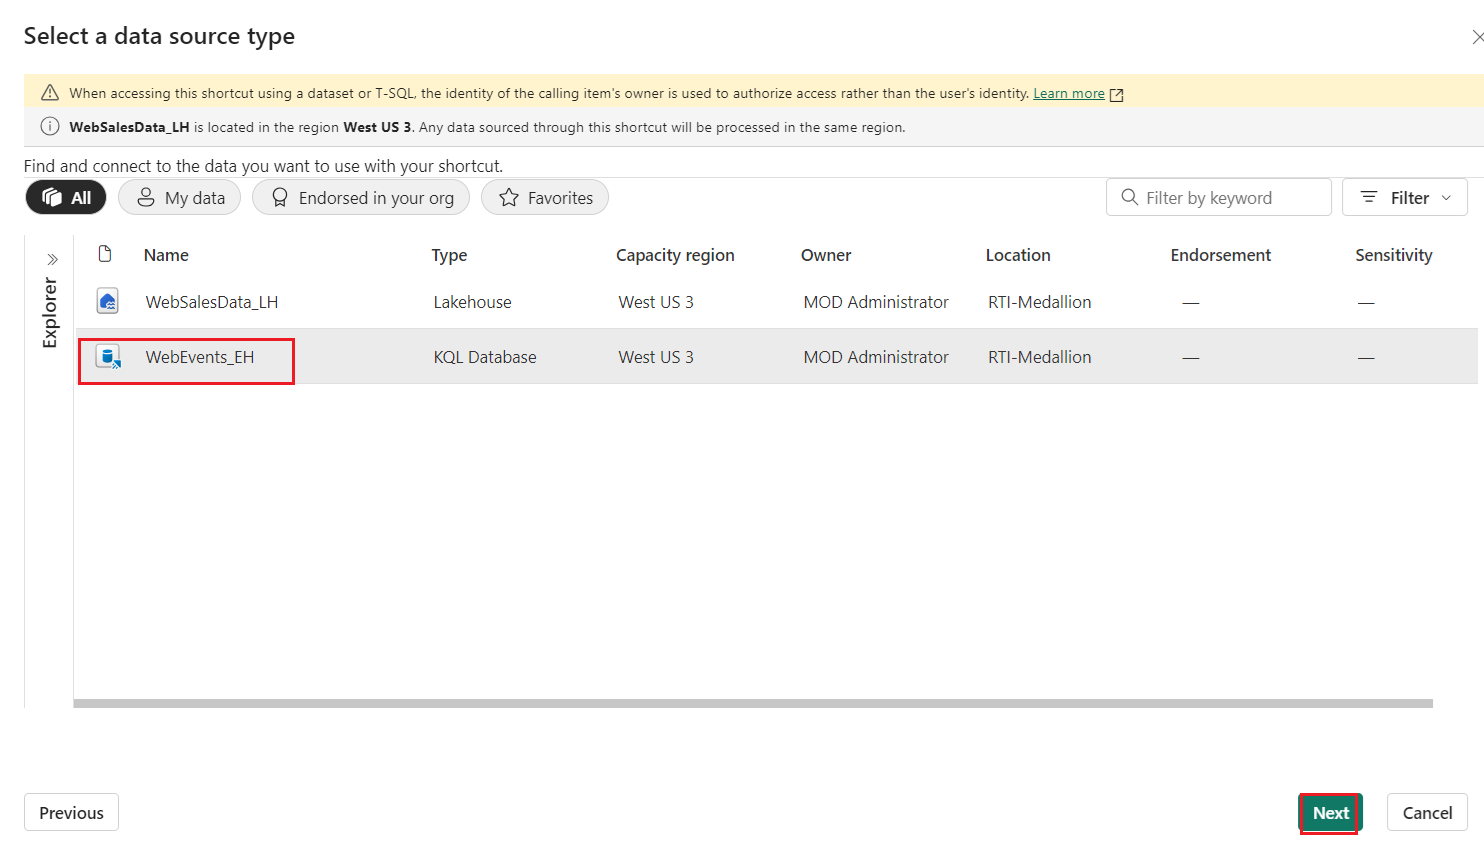 Select a data source type
When accessing this shortcut using a dataset or T-SQL, the identity of the calling item's owner is used to authorize access rather than the user's identity. Learn more
WebSalesData_LH is located in the region West US 3. Any data sourced through this shortcut will be processed in the same region.
Find and connect to the data you want to use with your shortcut.
All My data Endorsed in your org Favorites Filter by keyword Filter
Explorer
Name Type Capacity region Owner Location Endorsement Sensitivity
WebSalesData_LH Lakehouse West US 3 MOD Administrator RTI-Medallion — —
WebEvents_EH KQL Database West US 3 MOD Administrator RTI-Medallion — —
Previous Next Cancel